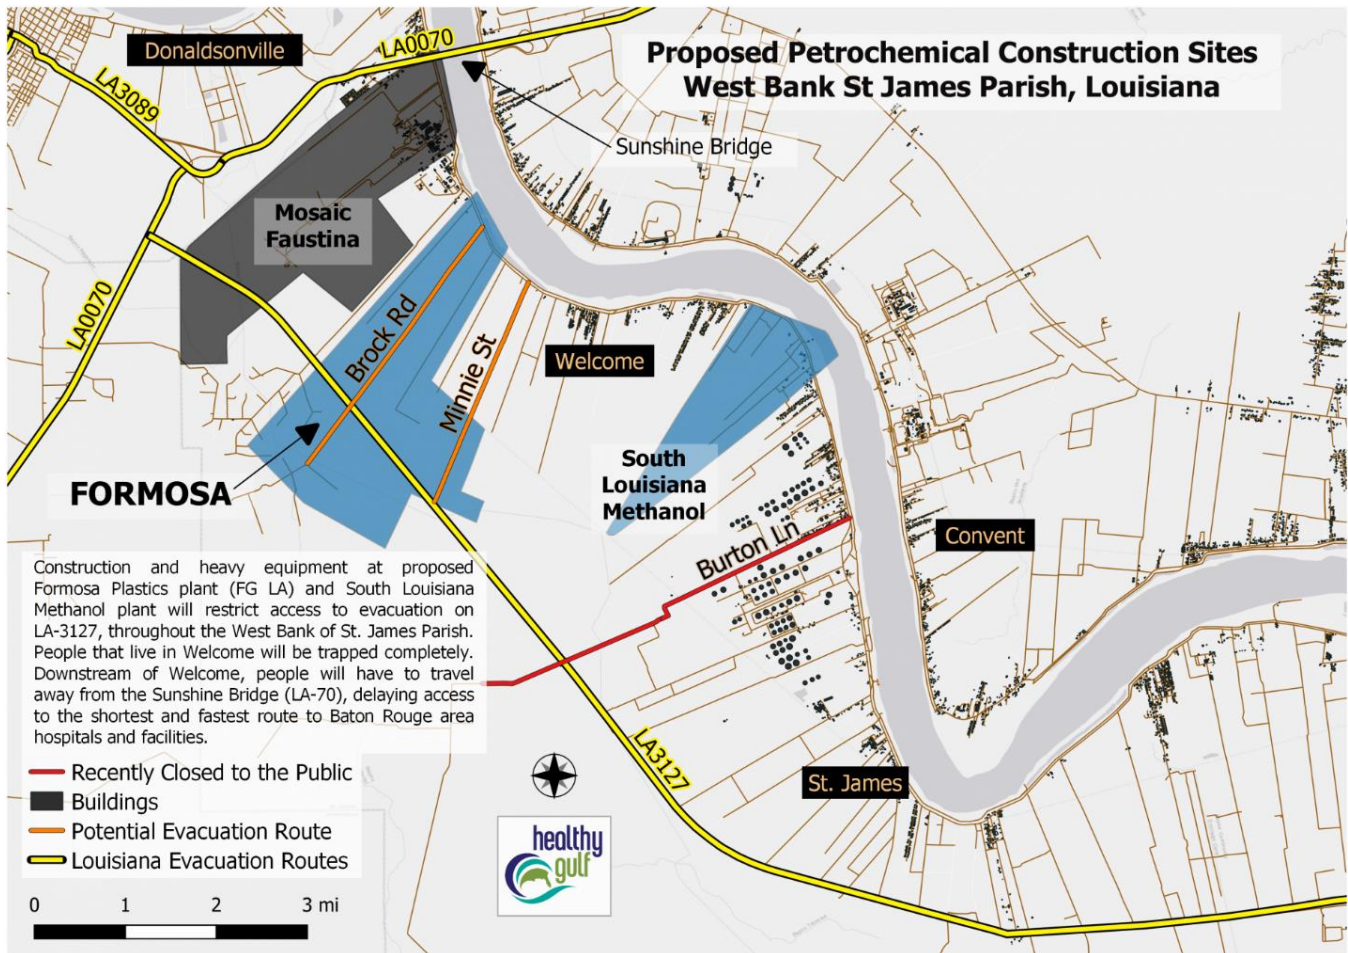 Proposed Petrochemical Construction Sites
West Bank St James Parish, Louisiana
Donaldsonville
LA0070
LA3089
Sunshine Bridge
Mosaic
Faustina
LA0070
Brock Rd
Minnie St
Welcome
FORMOSA
South
Louisiana
Methanol
Burton Ln
Convent
St. James
LA3127
Construction and heavy equipment at proposed
Formosa Plastics plant (FG LA) and South Louisiana
Methanol plant will restrict access to evacuation on
LA-3127, throughout the West Bank of St. James Parish.
People that live in Welcome will be trapped completely.
Downstream of Welcome, people will have to travel
away from the Sunshine Bridge (LA-70), delaying access
to the shortest and fastest route to Baton Rouge area
hospitals and facilities.
Recently Closed to the Public
Buildings
Potential Evacuation Route
Louisiana Evacuation Routes
0 1 2 3 mi
healthy
gulf